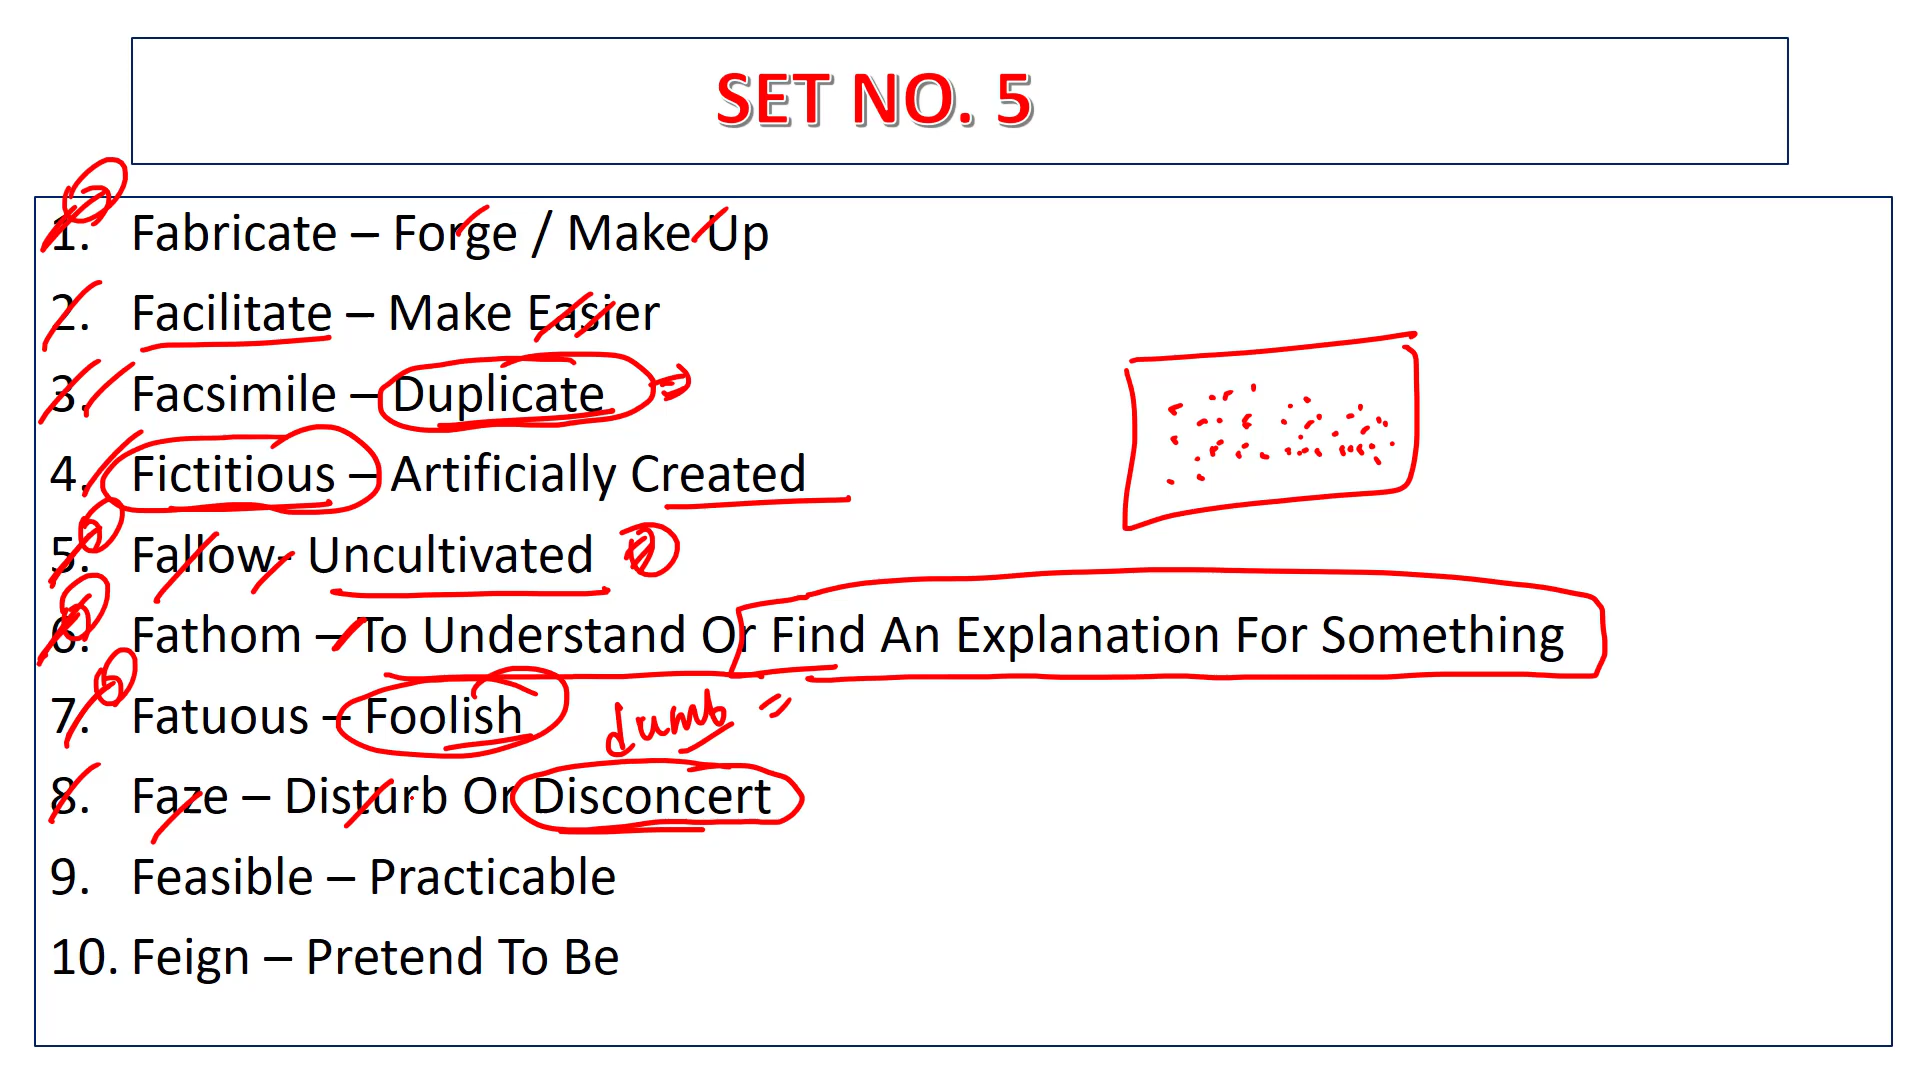 SET NO. 5
1. Fabricate – Forge / Make Up
2. Facilitate – Make Easier
3. Facsimile – Duplicate
4. Fictitious – Artificially Created
5. Fallow- Uncultivated
6. Fathom – To Understand Or Find An Explanation For Something
7. Fatuous – Foolish dumb =
8. Faze – Disturb Or Disconcert
9. Feasible – Practicable
10. Feign – Pretend To Be